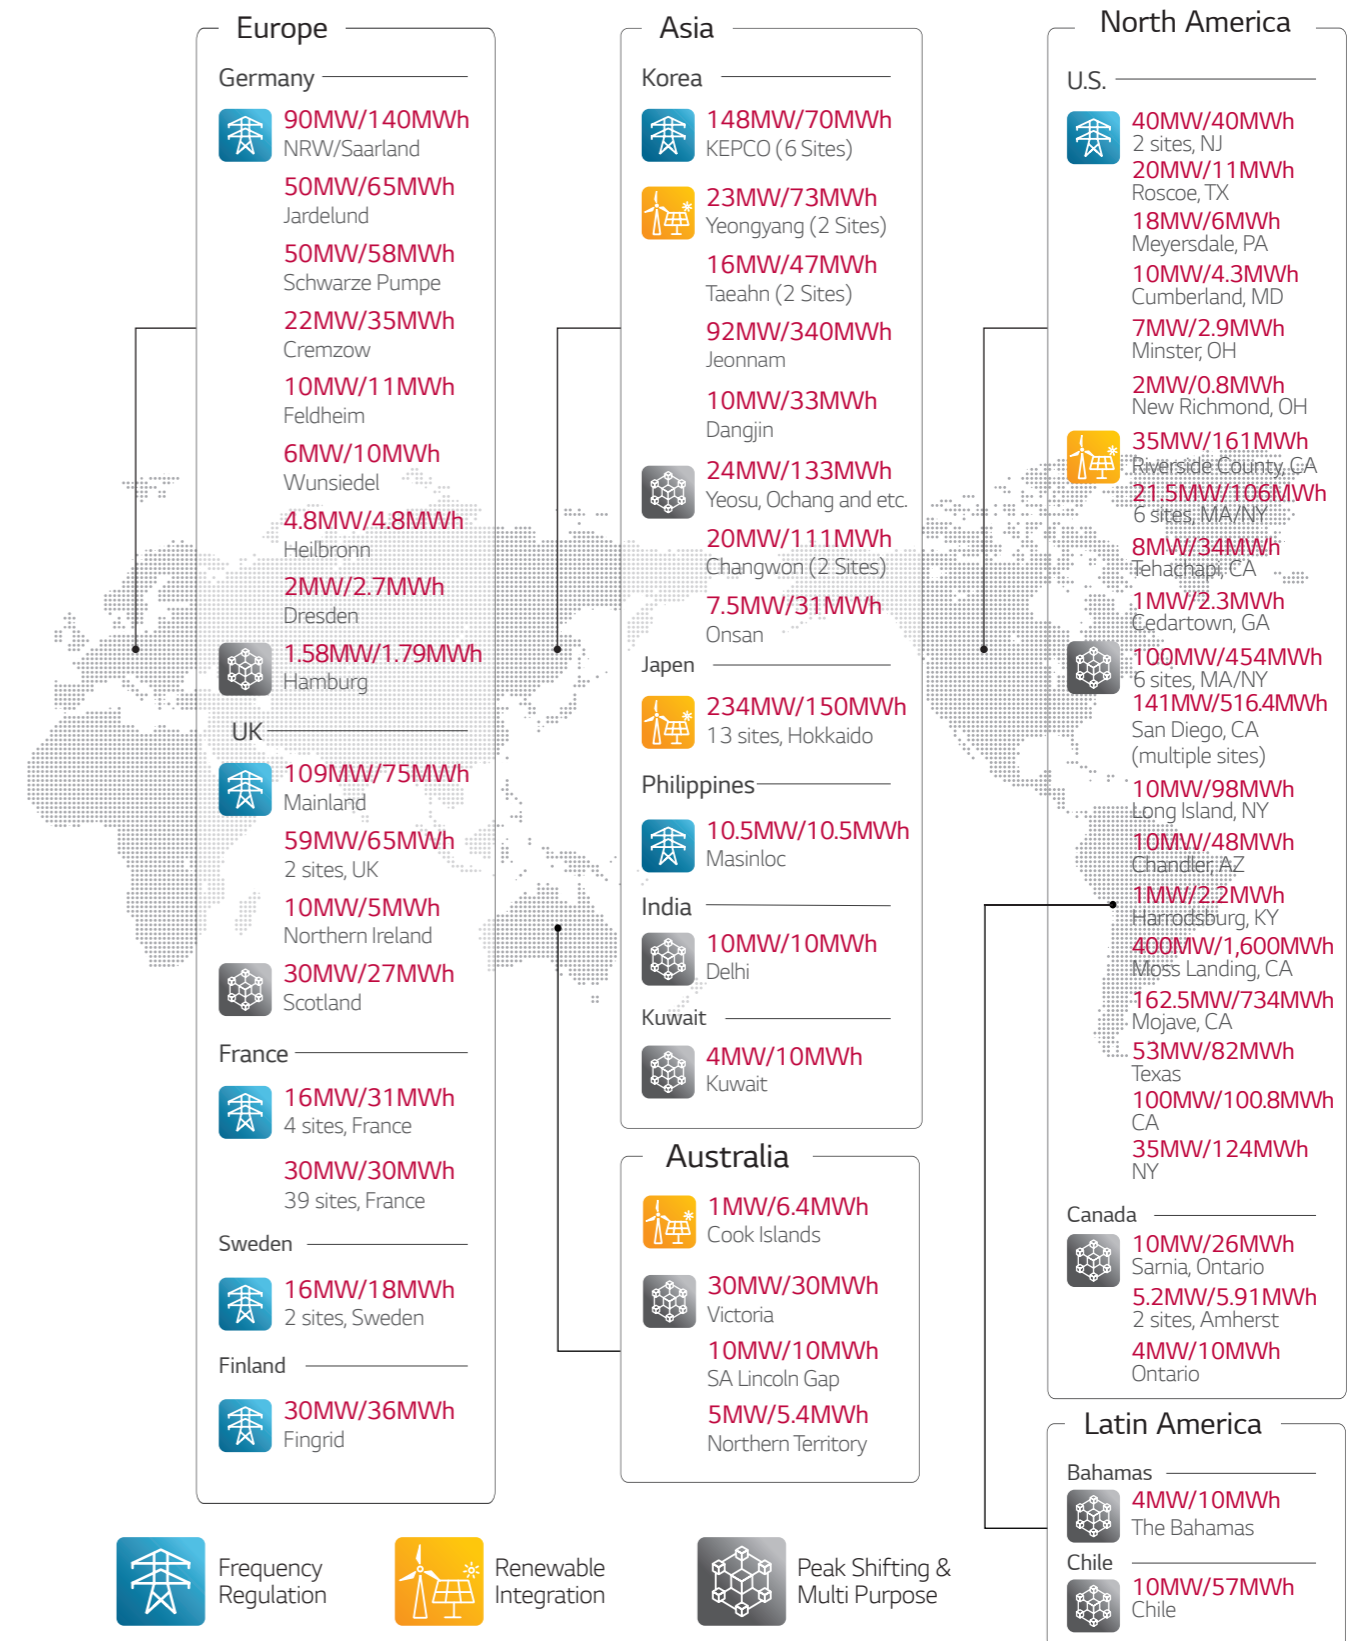 Europe
Germany
90MW/140MWh
NRW/Saarland
50MW/65MWh
Jardelund
50MW/58MWh
Schwarze Pumpe
22MW/35MWh
Cremzow
10MW/11MWh
Feldheim
6MW/10MWh
Wunsiedel
4.8MW/4.8MWh
Heilbronn
2MW/2.7MWh
Dresden
1.58MW/1.79MWh
Hamburg
UK
109MW/75MWh
Mainland
59MW/65MWh
2 sites, UK
10MW/5MWh
Northern Ireland
30MW/27MWh
Scotland
France
16MW/31MWh
4 sites, France
30MW/30MWh
39 sites, France
Sweden
16MW/18MWh
2 sites, Sweden
Finland
30MW/36MWh
Fingrid
Asia
Korea
148MW/70MWh
KEPCO (6 Sites)
23MW/73MWh
Yeongyang (2 Sites)
16MW/47MWh
Taeahn (2 Sites)
92MW/340MWh
Jeonnam
10MW/33MWh
Dangjin
24MW/133MWh
Yeosu, Ochang and etc.
20MW/111MWh
Changwon (2 Sites)
7.5MW/31MWh
Onsan
Japen
234MW/150MWh
13 sites, Hokkaido
Philippines
10.5MW/10.5MWh
Masinloc
India
10MW/10MWh
Delhi
Kuwait
4MW/10MWh
Kuwait
Australia
1MW/6.4MWh
Cook Islands
30MW/30MWh
Victoria
10MW/10MWh
SA Lincoln Gap
5MW/5.4MWh
Northern Territory
North America
U.S.
40MW/40MWh
2 sites, NJ
20MW/11MWh
Roscoe, TX
18MW/6MWh
Meyersdale, PA
10MW/4.3MWh
Cumberland, MD
7MW/2.9MWh
Minster, OH
2MW/0.8MWh
New Richmond, OH
35MW/161MWh
Riverside County, CA
21.5MW/106MWh
6 sites, MA/NY
8MW/34MWh
Tehachapi, CA
1MW/2.3MWh
Cedartown, GA
100MW/454MWh
6 sites, MA/NY
141MW/516.4MWh
San Diego, CA
(multiple sites)
10MW/98MWh
Long Island, NY
10MW/48MWh
Chandler, AZ
1MW/2.2MWh
Harrodsburg, KY
400MW/1,600MWh
Moss Landing, CA
162.5MW/734MWh
Mojave, CA
53MW/82MWh
Texas
100MW/100.8MWh
CA
35MW/124MWh
NY
Canada
10MW/26MWh
Sarnia, Ontario
5.2MW/5.91MWh
2 sites, Amherst
4MW/10MWh
Ontario
Latin America
Bahamas
4MW/10MWh
The Bahamas
Chile
10MW/57MWh
Chile
Frequency
Regulation
Renewable
Integration
Peak Shifting &
Multi Purpose